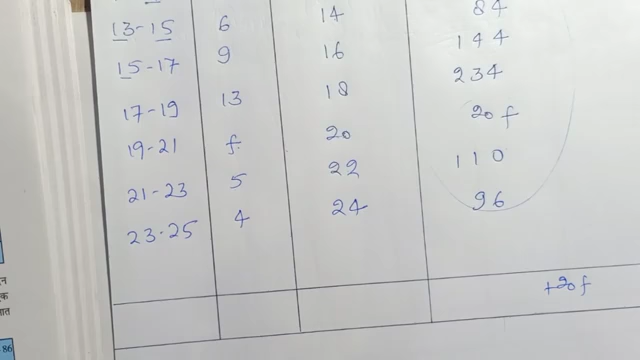 13-15 6 14 84
15-17 9 16 144
17-19 13 18 234
19-21 f 20 20f
21-23 5 22 110
23-25 4 24 96
+20f
86